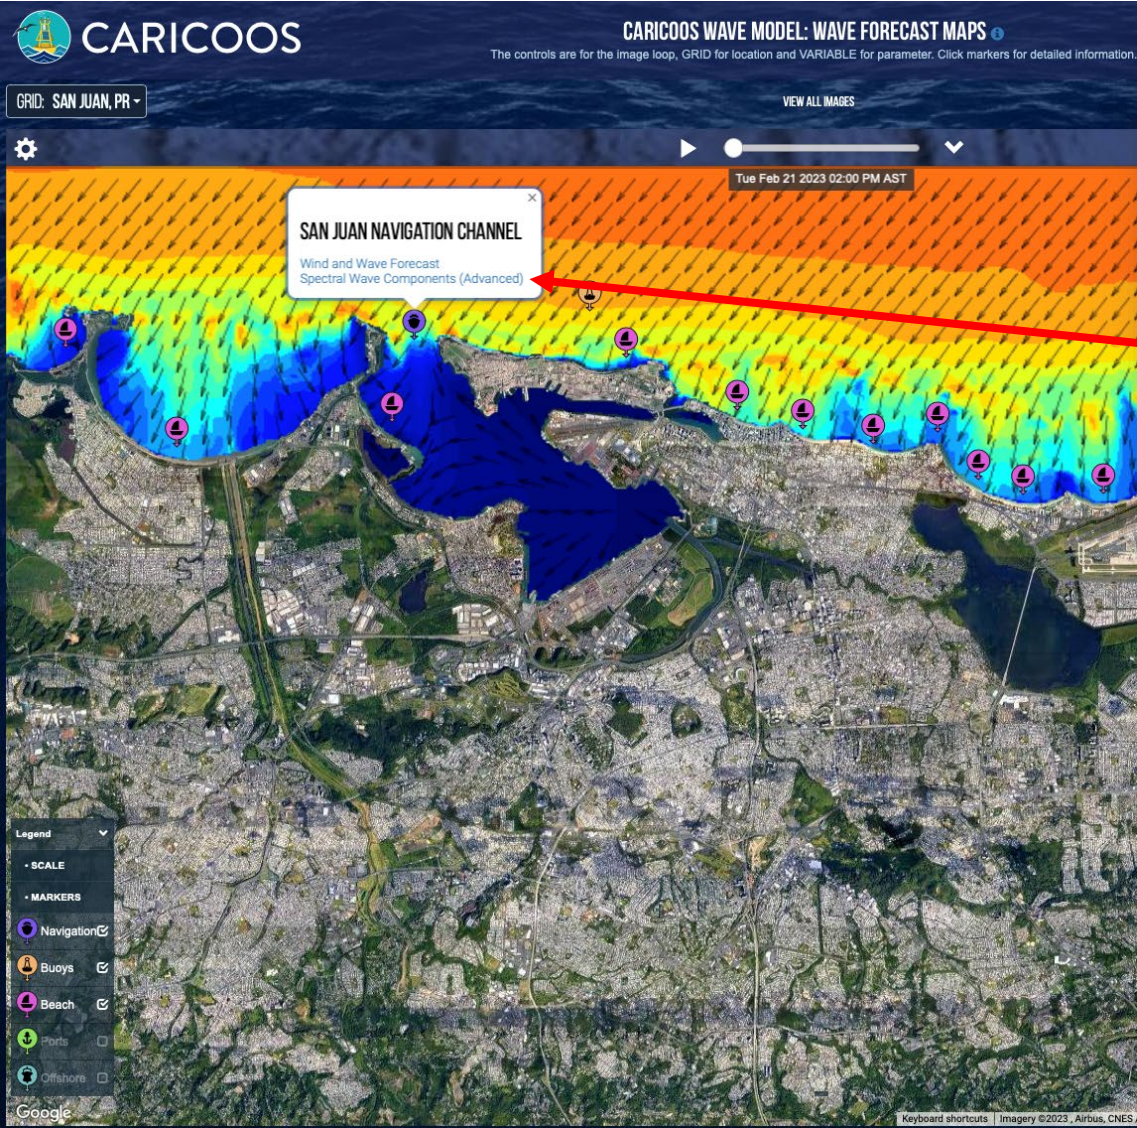 CARICOOS
CARICOOS WAVE MODEL: WAVE FORECAST MAPS
The controls are for the image loop, GRID for location and VARIABLE for parameter. Click markers for detailed information.
GRID: SAN JUAN, PR
VIEW ALL IMAGES
Tue Feb 21 2023 02:00 PM AST
SAN JUAN NAVIGATION CHANNEL
Wind and Wave Forecast
Spectral Wave Components (Advanced)
Legend
• SCALE
• MARKERS
Navigation
Buoys
Beach
Ports
Offshore
Google
Keyboard shortcuts
Imagery ©2023 , Airbus, CNES